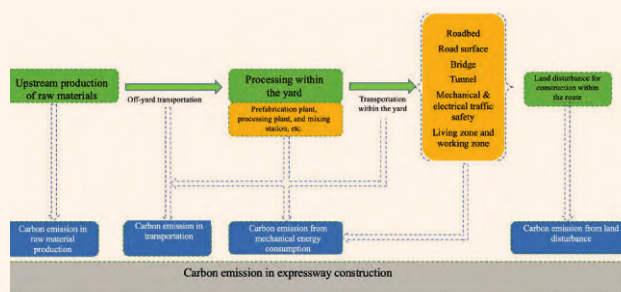 Upstream production
of raw materials
Off-yard transportation
Processing within
the yard
Prefabrication plant,
processing plant, and mixing
station, etc.
Transportation
within the yard
Roadbed
Road surface
Bridge
Tunnel
Mechanical &
electrical traffic
safety
Living zone and
working zone
Land disturbance for
construction within
the route
Carbon emission in
raw material
production
Carbon emission in
transportation
Carbon emission from
mechanical energy
consumption
Carbon emission from land
disturbance
Carbon emission in expressway construction